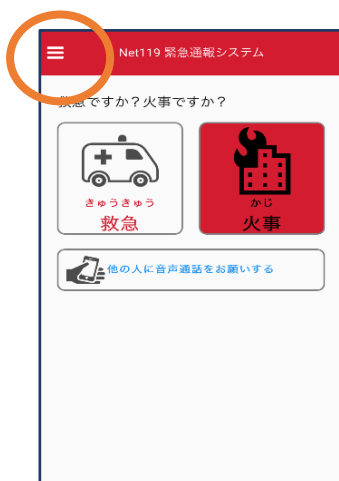 Net119 緊急通報システム
救急ですか？火事ですか？
きゅうきゅう
救急
かじ
火事
他の人に音声通話をお願いする